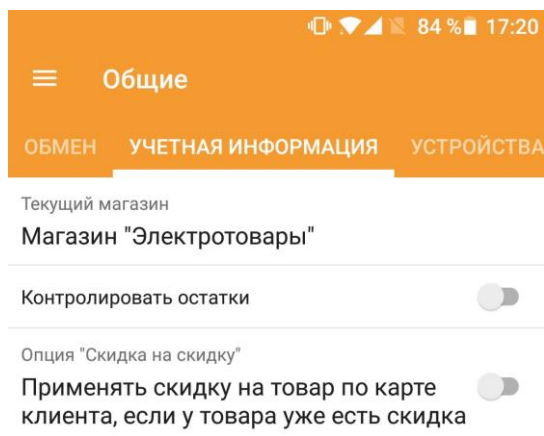 84 % 17:20
Общие
ОБМЕН УЧЕТНАЯ ИНФОРМАЦИЯ УСТРОЙСТВА
Текущий магазин
Магазин "Электротовары"
Контролировать остатки
Опция "Скидка на скидку"
Применять скидку на товар по карте
клиента, если у товара уже есть скидка